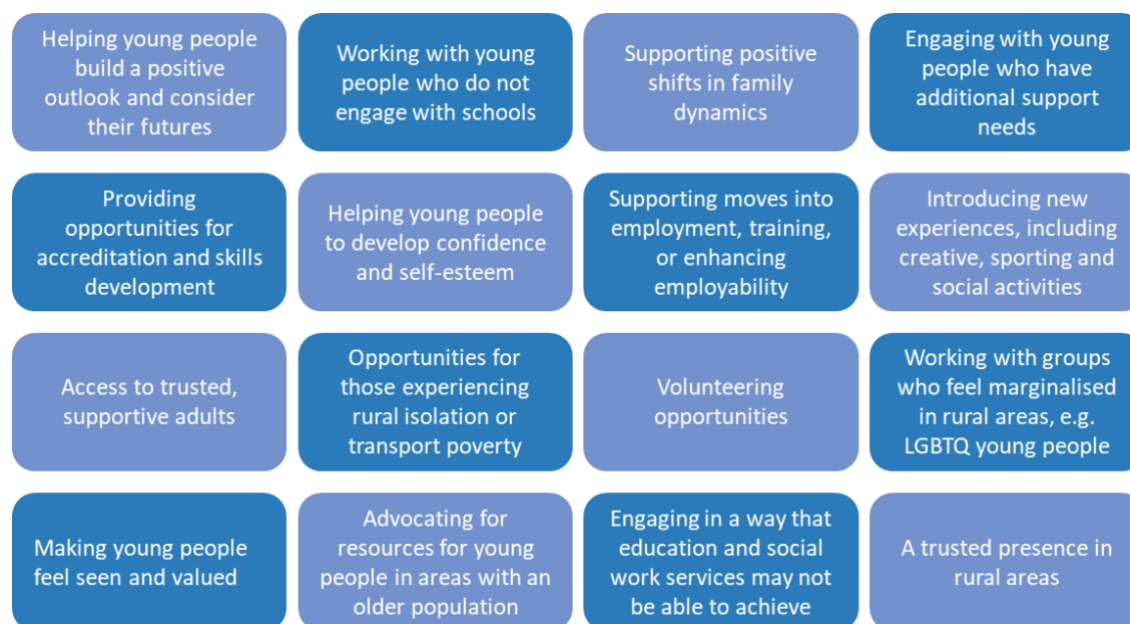 Helping young people
build a positive
outlook and consider
their futures
Working with young
people who do not
engage with schools
Supporting positive
shifts in family
dynamics
Engaging with young
people who have
additional support
needs
Providing
opportunities for
accreditation and skills
development
Helping young people
to develop confidence
and self-esteem
Supporting moves into
employment, training,
or enhancing
employability
Introducing new
experiences, including
creative, sporting and
social activities
Access to trusted,
supportive adults
Opportunities for
those experiencing
rural isolation or
transport poverty
Volunteering
opportunities
Working with groups
who feel marginalised
in rural areas, e.g.
LGBTQ young people
Making young people
feel seen and valued
Advocating for
resources for young
people in areas with an
older population
Engaging in a way that
education and social
work services may not
be able to achieve
A trusted presence in
rural areas